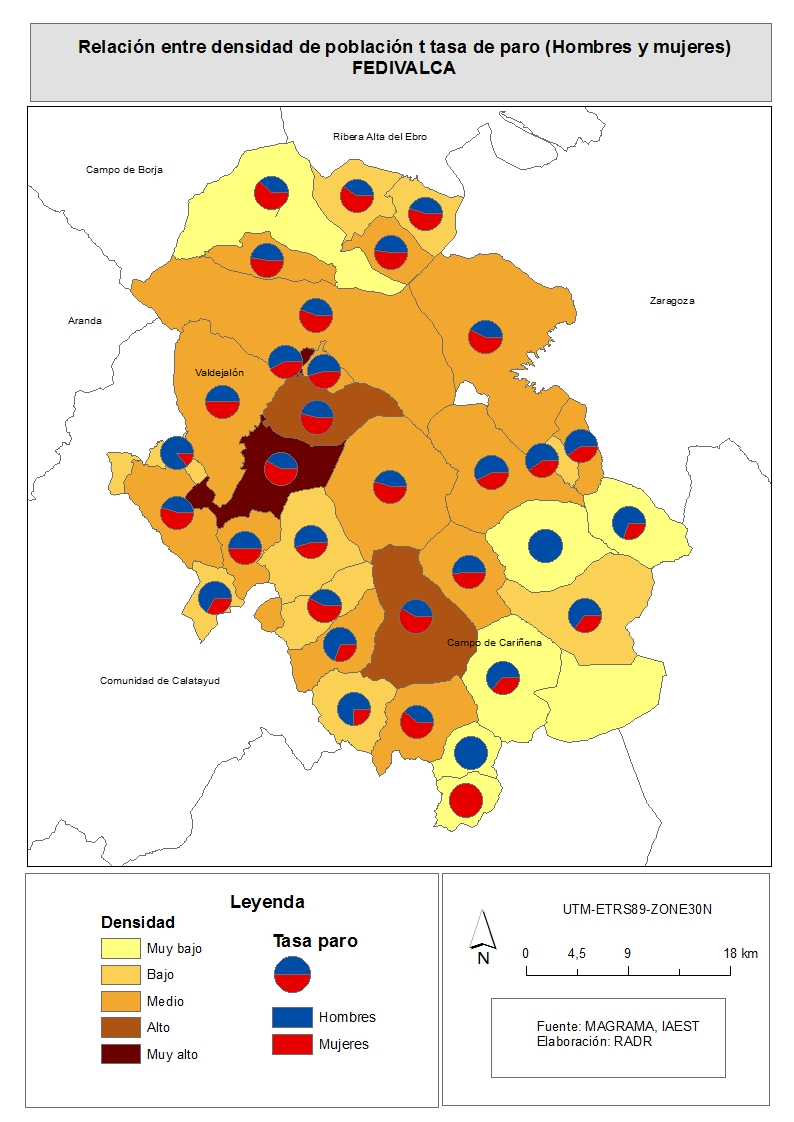 Relación entre densidad de población t tasa de paro (Hombres y mujeres)
FEDIVALCA
Ribera Alta del Ebro
Campo de Borja
Zaragoza
Aranda
Valdejalón
Campo de Cariñena
Comunidad de Calatayud
Leyenda
Densidad
Muy bajo
Bajo
Medio
Alto
Muy alto
Tasa paro
Hombres
Mujeres
UTM-ETRS89-ZONE30N
N
0 4,5 9 18 km
Fuente: MAGRAMA, IAEST
Elaboración: RADR